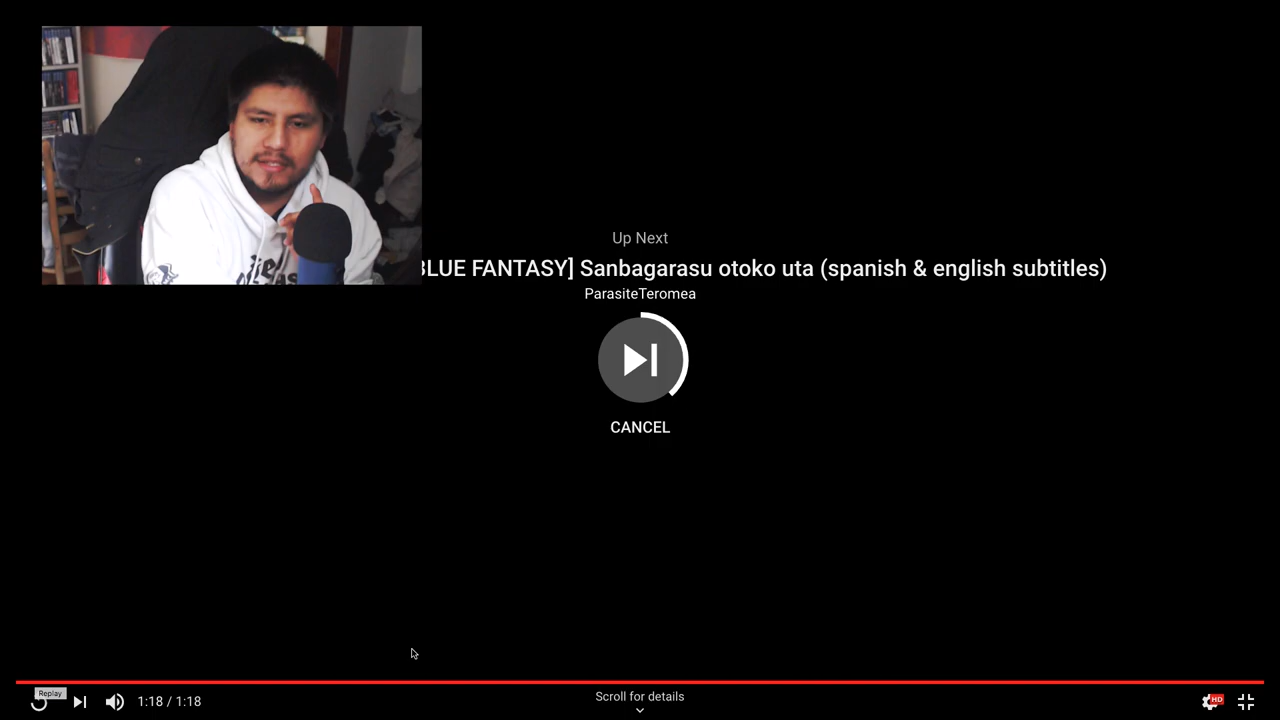 Up Next
BLUE FANTASY] Sanbagarasu otoko uta (spanish & english subtitles)
ParasiteTeromea
CANCEL
Replay
1:18 / 1:18
Scroll for details
HD